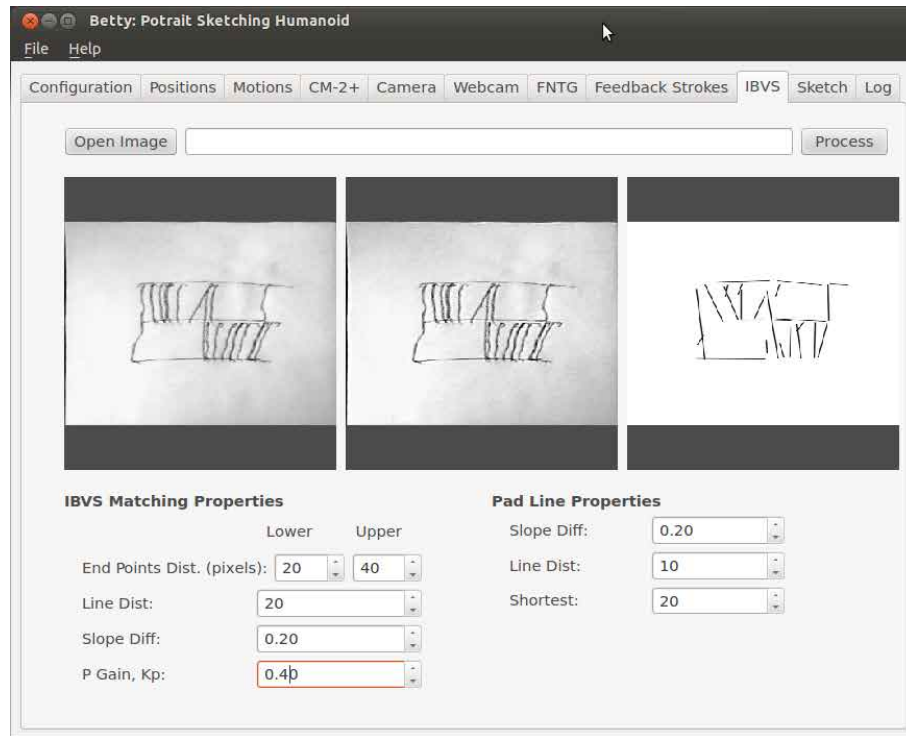 Betty: Potrait Sketching Humanoid
File Help
Configuration Positions Motions CM-2+ Camera Webcam FNTG Feedback Strokes IBVS Sketch Log
Open Image Process
IBVS Matching Properties
Lower Upper
End Points Dist. (pixels): 20 40
Line Dist: 20
Slope Diff: 0.20
P Gain, Kp: 0.40
Pad Line Properties
Slope Diff: 0.20
Line Dist: 10
Shortest: 20